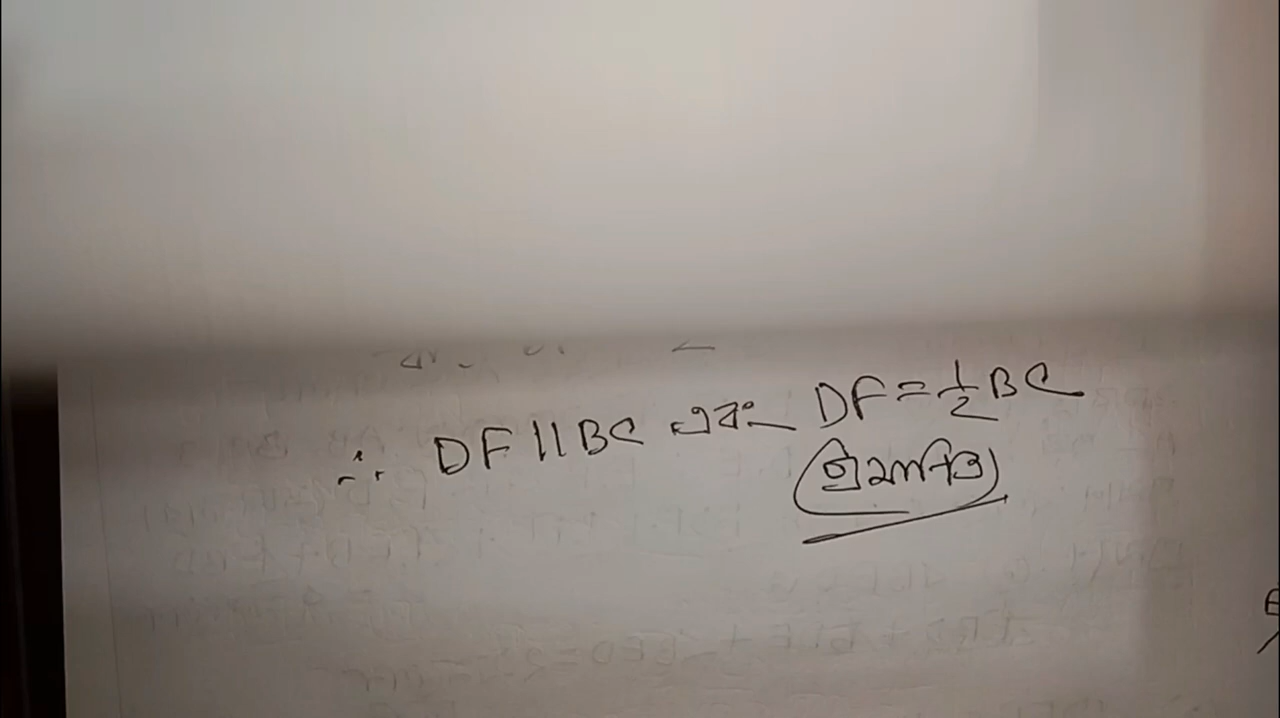 ∴ DF || BC এবং DF = 1/2 BC
(প্রমাণিত)